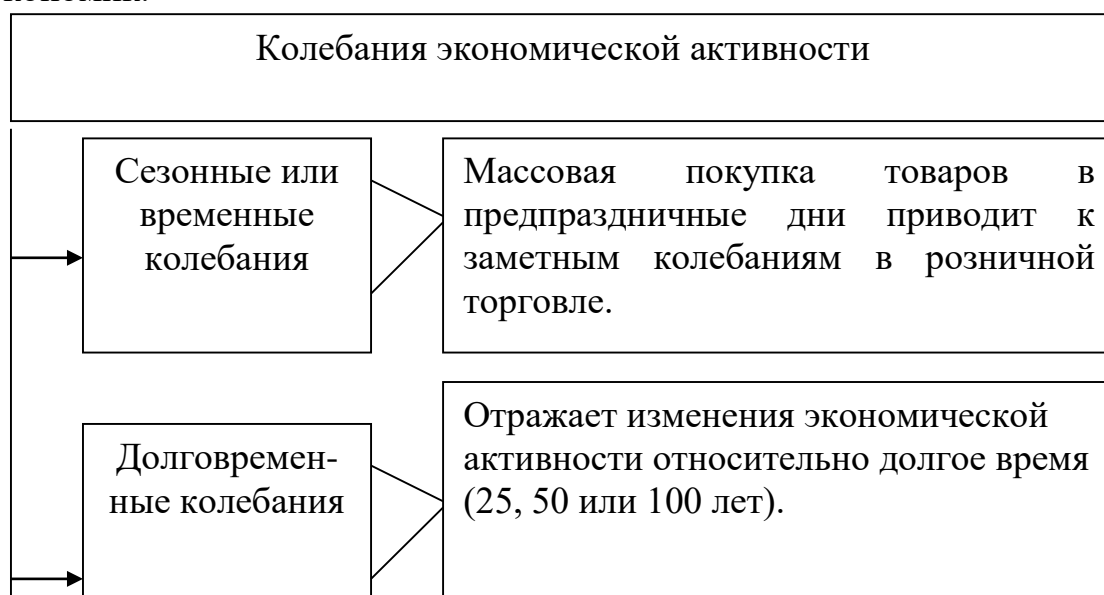 Колебания экономической активности
Сезонные или
временные
колебания
Массовая покупка товаров в
предпраздничные дни приводит к
заметным колебаниям в розничной
торговле.
Долговремен-
ные колебания
Отражает изменения экономической
активности относительно долгое время
(25, 50 или 100 лет).